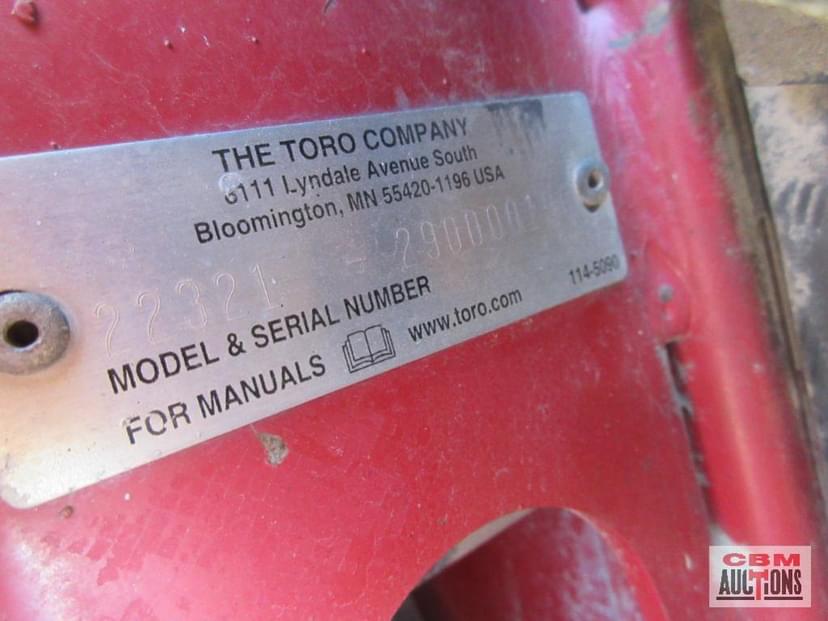 THE TORO COMPANY
8111 Lyndale Avenue South
Bloomington, MN 55420-1196 USA
22321 -
MODEL & SERIAL NUMBER
114-5090
FOR MANUALS www.toro.com
CBM
AUCTIONS